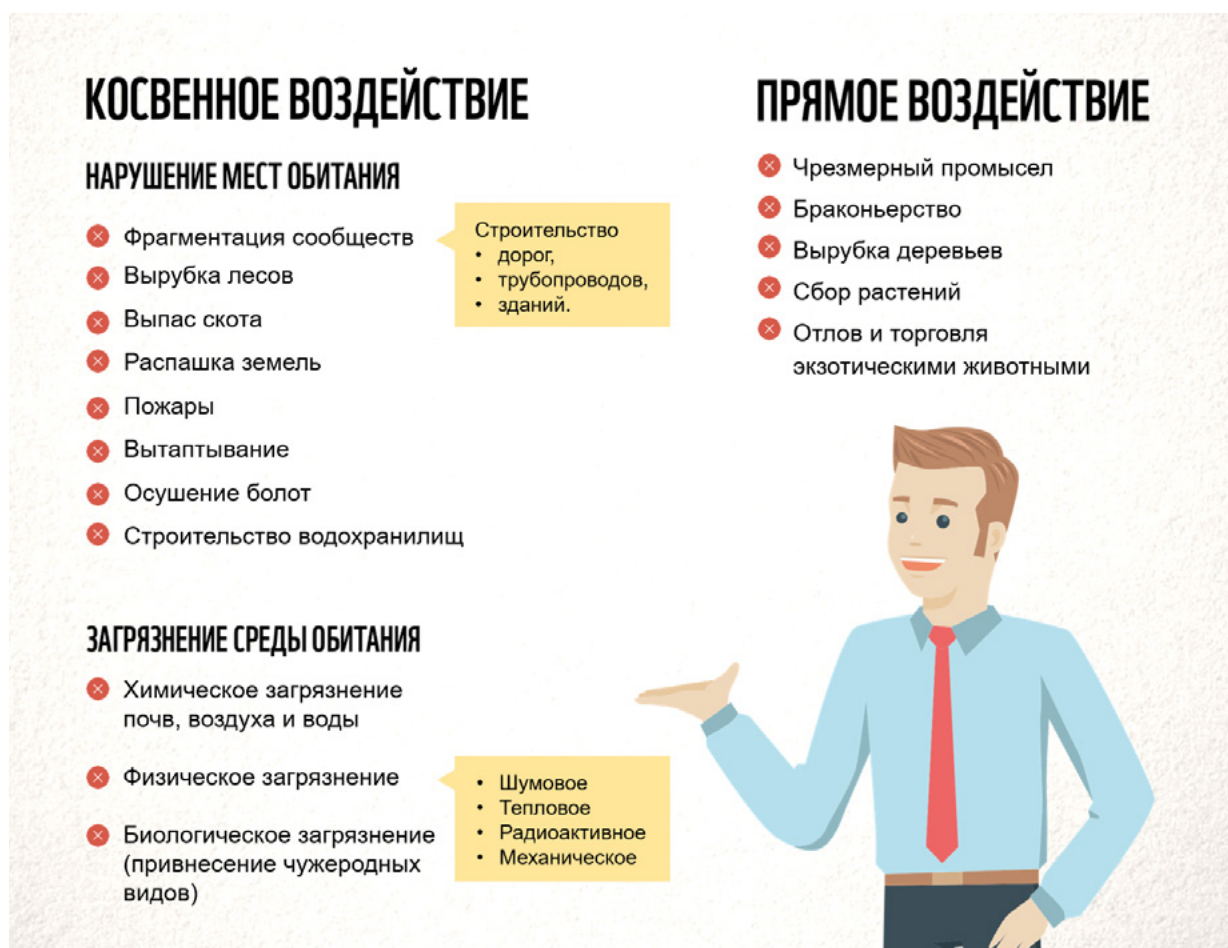 КОСВЕННОЕ ВОЗДЕЙСТВИЕ
НАРУШЕНИЕ МЕСТ ОБИТАНИЯ
Фрагментация сообществ
Строительство
• дорог,
• трубопроводов,
• зданий.
Вырубка лесов
Выпас скота
Распашка земель
Пожары
Вытаптывание
Осушение болот
Строительство водохранилищ
ЗАГРЯЗНЕНИЕ СРЕДЫ ОБИТАНИЯ
Химическое загрязнение
почв, воздуха и воды
Физическое загрязнение
• Шумовое
• Тепловое
• Радиоактивное
• Механическое
Биологическое загрязнение
(привнесение чужеродных
видов)
ПРЯМОЕ ВОЗДЕЙСТВИЕ
Чрезмерный промысел
Браконьерство
Вырубка деревьев
Сбор растений
Отлов и торговля
экзотическими животными